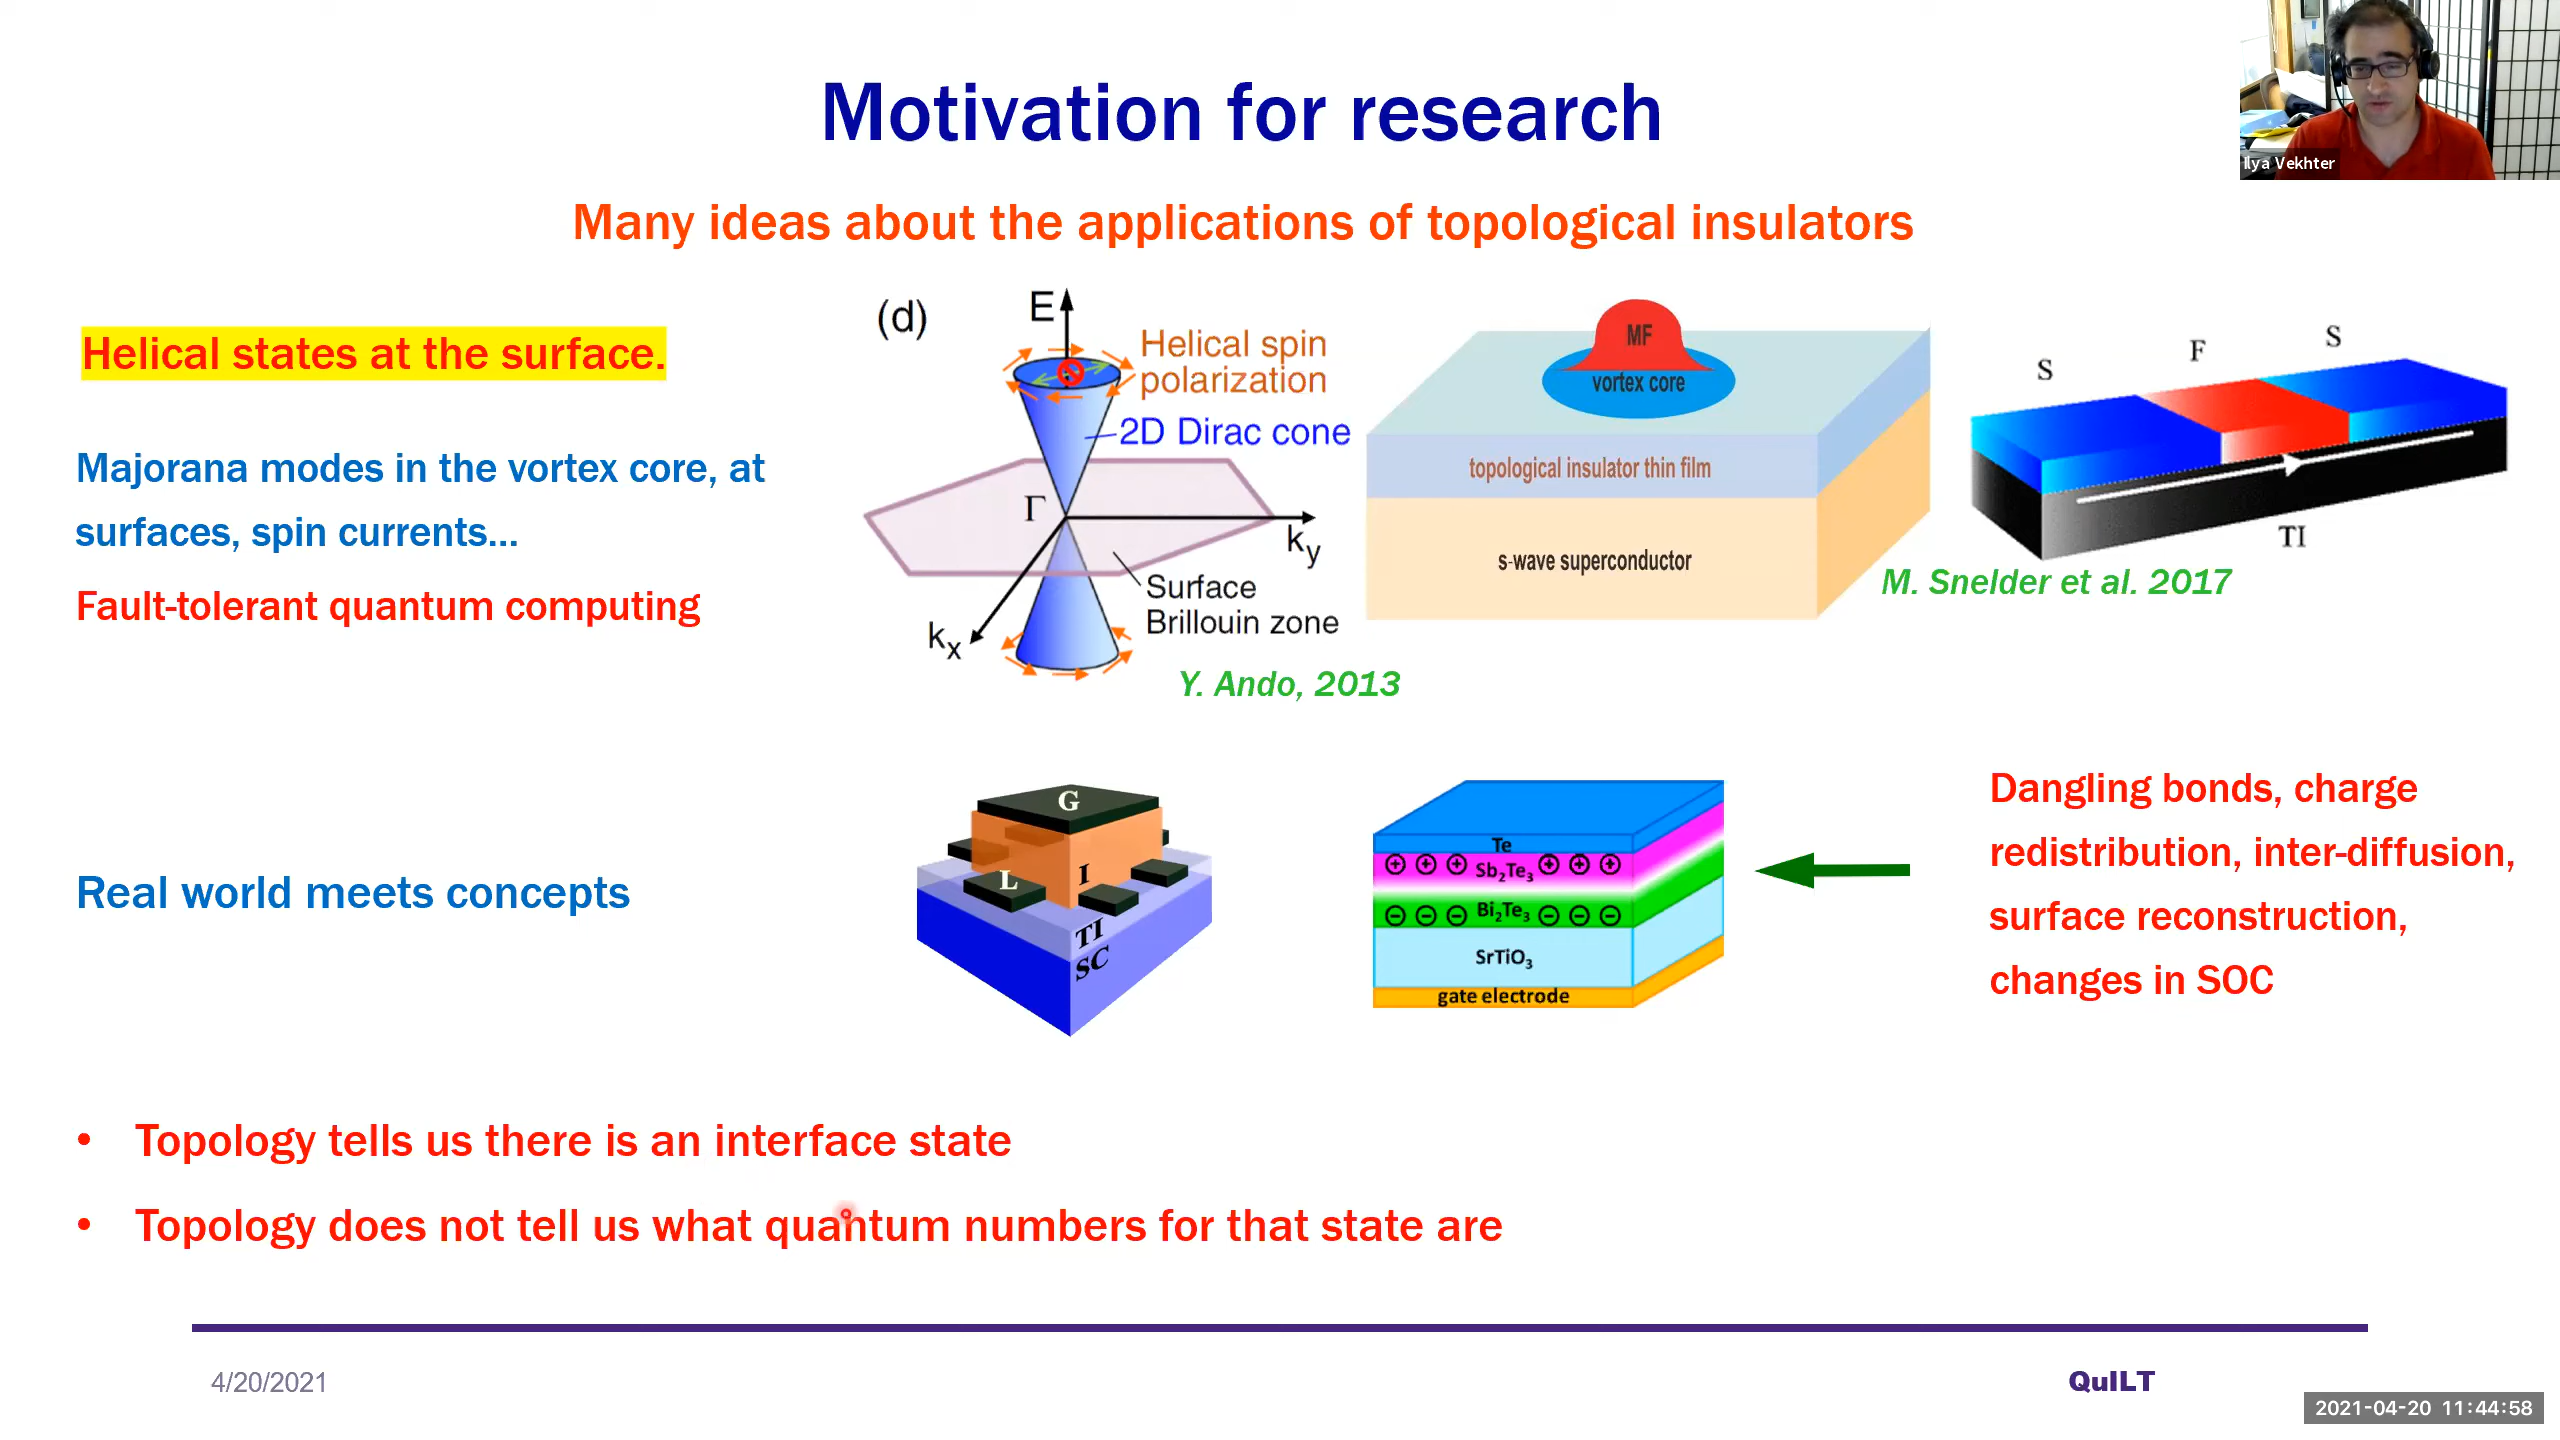 Motivation for research
Ilya Vekhter
Many ideas about the applications of topological insulators
Helical states at the surface.
Majorana modes in the vortex core, at
surfaces, spin currents...
Fault-tolerant quantum computing
(d)
E
Helical spin
polarization
2D Dirac cone
Γ
ky
kx
Surface
Brillouin zone
Y. Ando, 2013
MF
vortex core
topological insulator thin film
s-wave superconductor
S
F
S
TI
M. Snelder et al. 2017
Real world meets concepts
G
L
I
TI
SC
Te
Sb₂Te₃
Bi₂Te₃
SrTiO₃
gate electrode
Dangling bonds, charge
redistribution, inter-diffusion,
surface reconstruction,
changes in SOC
• Topology tells us there is an interface state
• Topology does not tell us what quantum numbers for that state are
4/20/2021
QuILT
2021-04-20 11:44:58